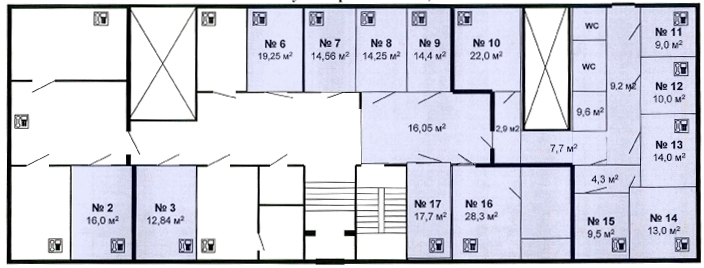 WC
№ 6
19,25 м²
№ 7
14,56 м²
№ 8
14,25 м²
№ 9
14,4 м²
№ 10
22,0 м²
№ 11
9,0 м²
WC
9,2 м²
№ 12
10,0 м²
9,6 м²
16,05 м²
2,9 м²
7,7 м²
№ 13
14,0 м²
4,3 м²
№ 2
16,0 м²
№ 3
12,84 м²
№ 17
17,7 м²
№ 16
28,3 м²
№ 15
9,5 м²
№ 14
13,0 м²